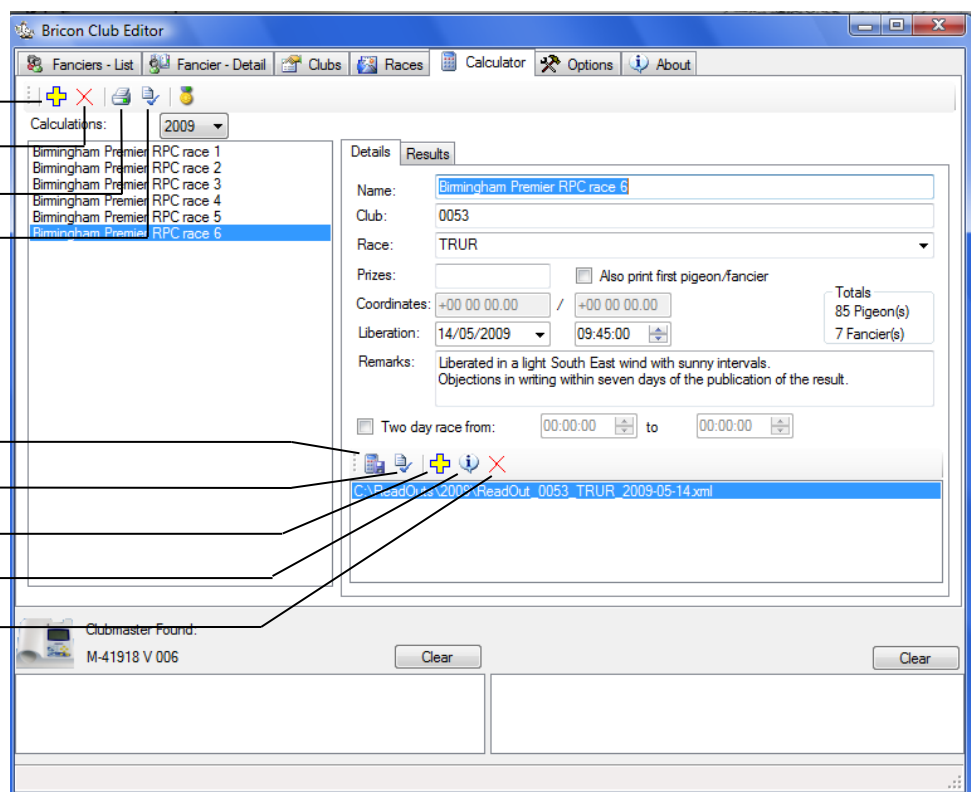 Bricon Club Editor
Fanciers - List Fancier - Detail Clubs Races Calculator Options About
Calculations: 2009
Birmingham Premier RPC race 1
Birmingham Premier RPC race 2
Birmingham Premier RPC race 3
Birmingham Premier RPC race 4
Birmingham Premier RPC race 5
Birmingham Premier RPC race 6
Details Results
Name: Birmingham Premier RPC race 6
Club: 0053
Race: TRUR
Prizes: Also print first pigeon/fancier
Coordinates: +00 00 00.00 / +00 00 00.00
Liberation: 14/05/2009 09:45:00
Totals
85 Pigeon(s)
7 Fancier(s)
Remarks: Liberated in a light South East wind with sunny intervals.
Objections in writing within seven days of the publication of the result.
Two day race from: 00:00:00 to 00:00:00
C:\ReadOuts\2009\ReadOut_0053_TRUR_2009-05-14.xml
Clubmaster Found:
M-41918 V 006
Clear Clear